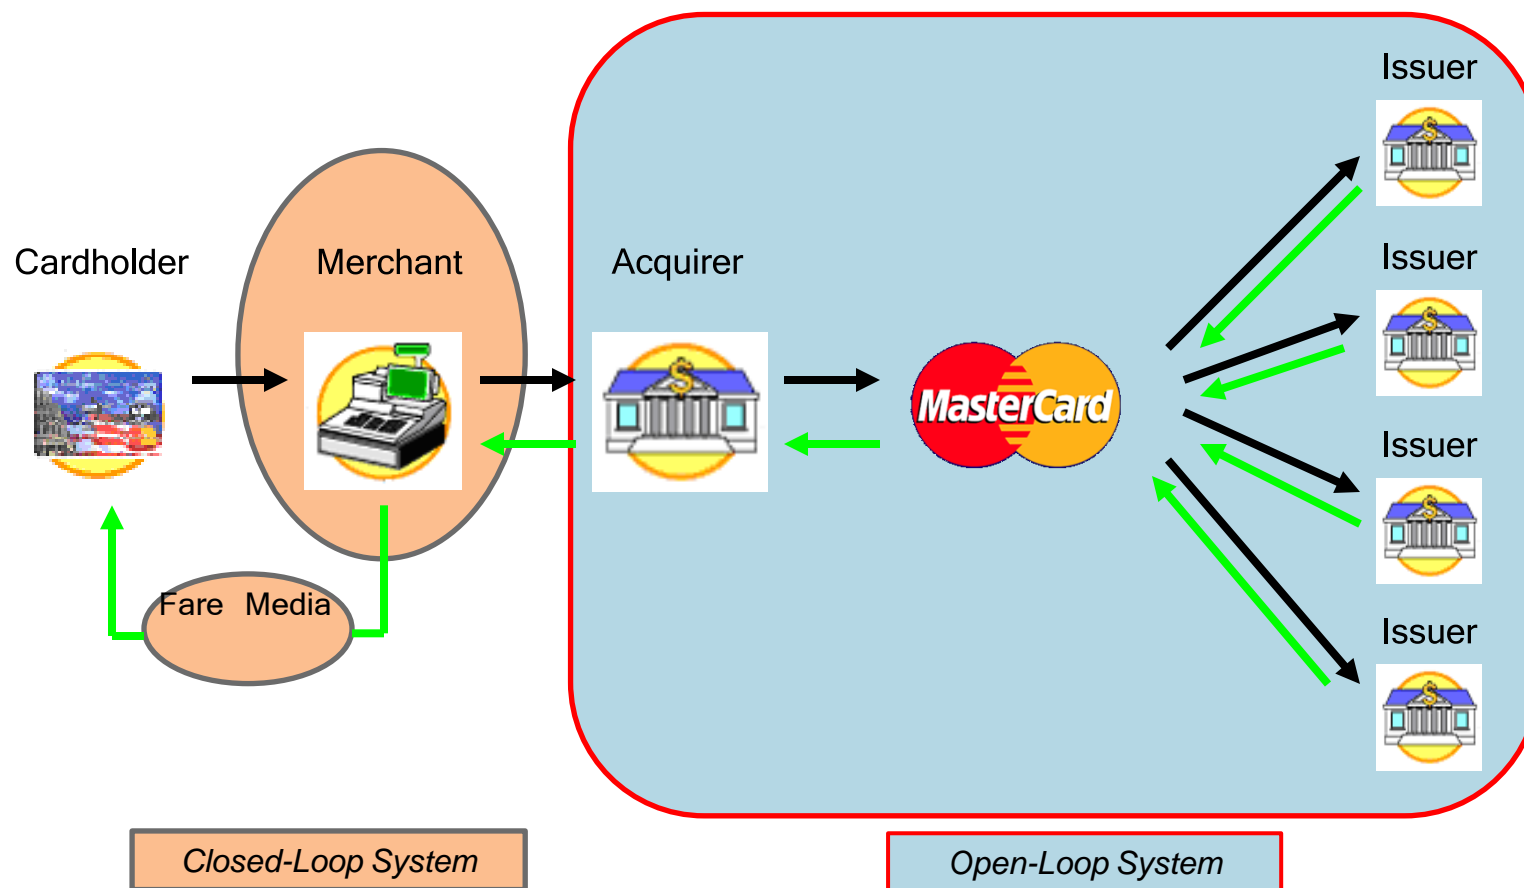 Issuer
Issuer
Cardholder
Merchant
Acquirer
MasterCard
Issuer
Fare Media
Issuer
Closed-Loop System
Open-Loop System